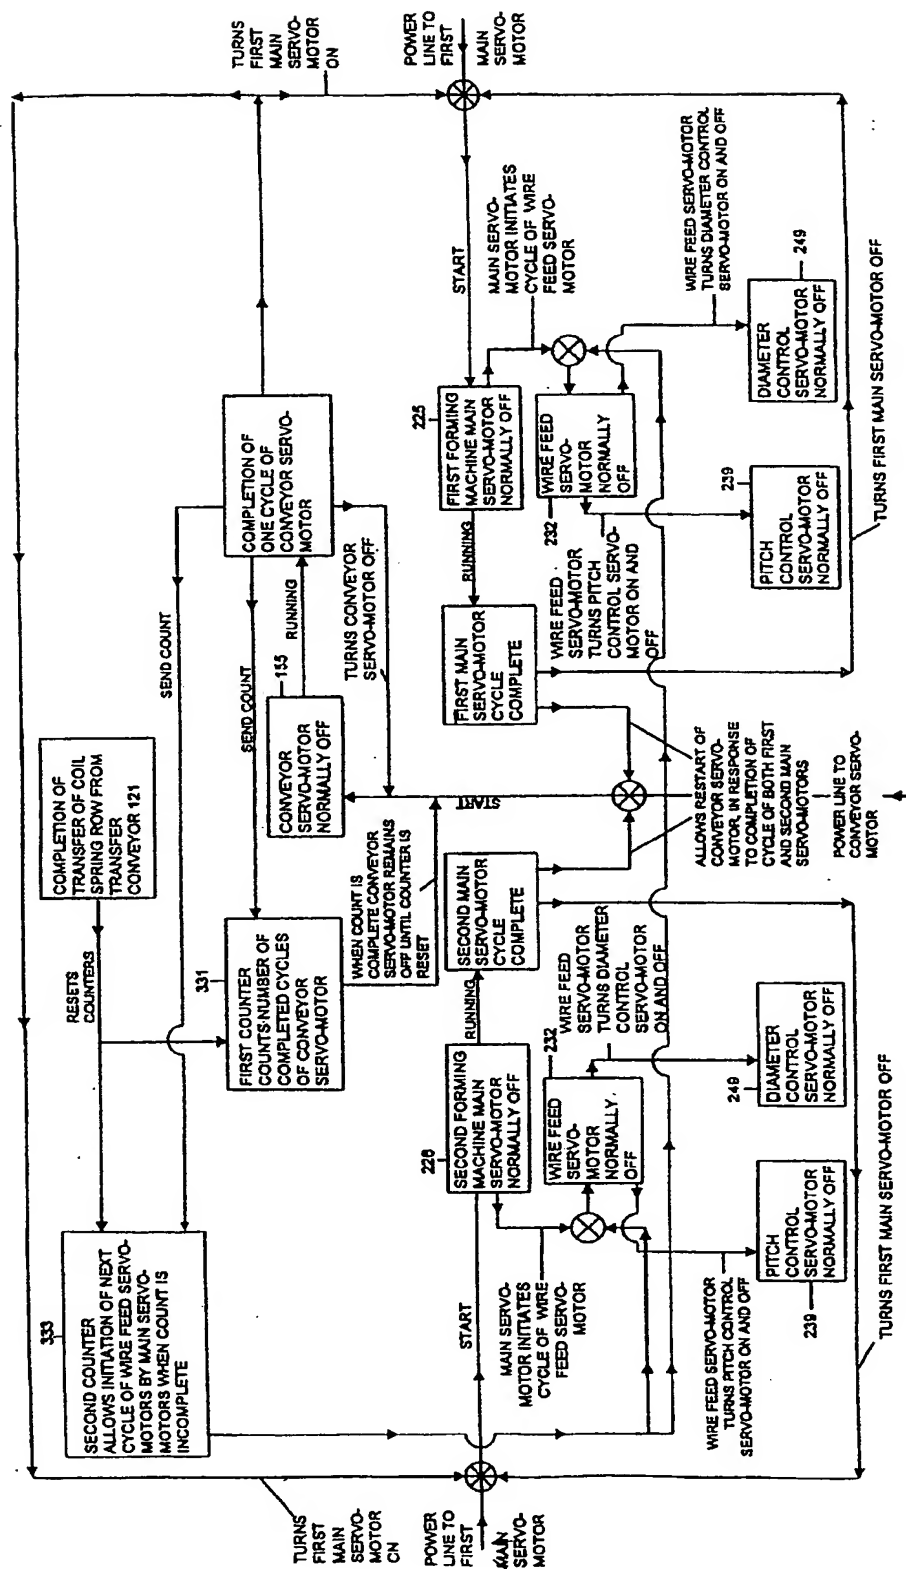 TURNS
FIRST
MAIN
SERVO-
MOTOR
CN
POWER
LINE TO
FIRST
MAIN
SERVO-
MOTOR
333
SECOND COUNTER
ALLOWS INITIATION OF NEXT
CYCLE OF WIRE FEED SERVO-
MOTORS BY MAIN SERVO-
MOTORS WHEN COUNT IS
INCOMPLETE
RESETS
COUNTERS
COMPLETION OF
TRANSFER OF COIL
SPRING ROW FROM
TRANSFER
CONVEYOR 121
SEND COUNT
331
FIRST COUNTER
COUNTS NUMBER OF
COMPLETED CYCLES
OF CONVEYOR
SERVO-MOTOR
SEND COUNT
155
CONVEYOR
SERVO-MOTOR
NORMALLY OFF
RUNNING
COMPLETION OF
ONE CYCLE OF
CONVEYOR SERVO-
MOTOR
TURNS CONVEYOR
SERVO-MOTOR OFF
WHEN COUNT IS
COMPLETE CONVEYOR
SERVO-MOTOR REMAINS
OFF UNTIL COUNTER IS
RESET
START
TURNS
FIRST
MAIN
SERVO-
MOTOR
ON
POWER
LINE TO
FIRST
MAIN
SERVO-
MOTOR
START
226
SECOND FORMING
MACHINE MAIN
SERVO-MOTOR
NORMALLY OFF
RUNNING
SECOND MAIN
SERVO-MOTOR
CYCLE
COMPLETE
FIRST MAIN
SERVO-MOTOR
CYCLE
COMPLETE
RUNNING
225
FIRST FORMING
MACHINE MAIN
SERVO-MOTOR
NORMALLY OFF
START
MAIN SERVO-
MOTOR INITIATES
CYCLE OF WIRE
FEED SERVO-
MOTOR
MAIN SERVO-
MOTOR INITIATES
CYCLE OF WIRE
FEED SERVO-
MOTOR
232
WIRE FEED
SERVO-
MOTOR
NORMALLY
OFF
WIRE FEED
SERVO-MOTOR
TURNS DIAMETER
CONTROL
SERVO-MOTOR
ON AND OFF
ALLOWS RESTART OF
CONVEYOR SERVO-
MOTOR, IN RESPONSE
TO COMPLETION OF
CYCLE OF BOTH FIRST
AND SECOND MAIN
SERVO-MOTORS
POWER LINE TO
CONVEYOR SERVO-
MOTOR
WIRE FEED
SERVO-MOTOR
TURNS PITCH
CONTROL SERVO-
MOTOR ON AND
OFF
232
WIRE FEED
SERVO-
MOTOR
NORMALLY
OFF
WIRE FEED SERVO-MOTOR
TURNS DIAMETER CONTROL
SERVO-MOTOR ON AND OFF
WIRE FEED SERVO-MOTOR
TURNS PITCH CONTROL
SERVO-MOTOR ON AND OFF
239
PITCH
CONTROL
SERVO-MOTOR
NORMALLY OFF
249
DIAMETER
CONTROL
SERVO-MOTOR
NORMALLY OFF
239
PITCH
CONTROL
SERVO-MOTOR
NORMALLY OFF
249
DIAMETER
CONTROL
SERVO-MOTOR
NORMALLY OFF
TURNS FIRST MAIN SERVO-MOTOR OFF
TURNS FIRST MAIN SERVO-MOTOR OFF